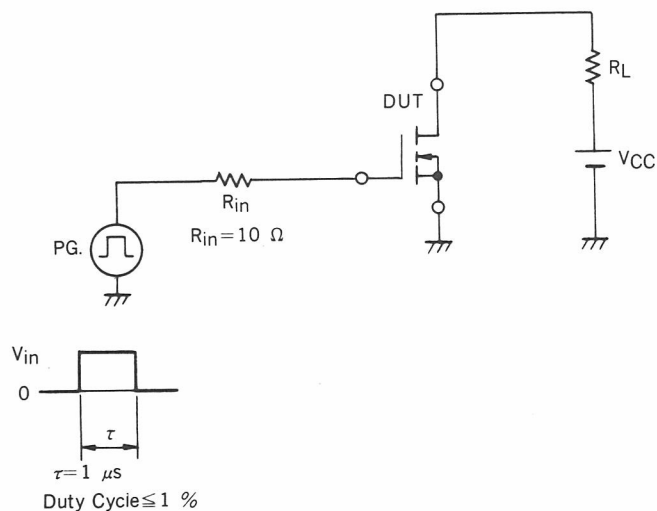 DUT
RL
VCC
Rin
PG.
Rin=10 Ω
Vin
0
τ
τ=1 μs
Duty Cycle≦1 %